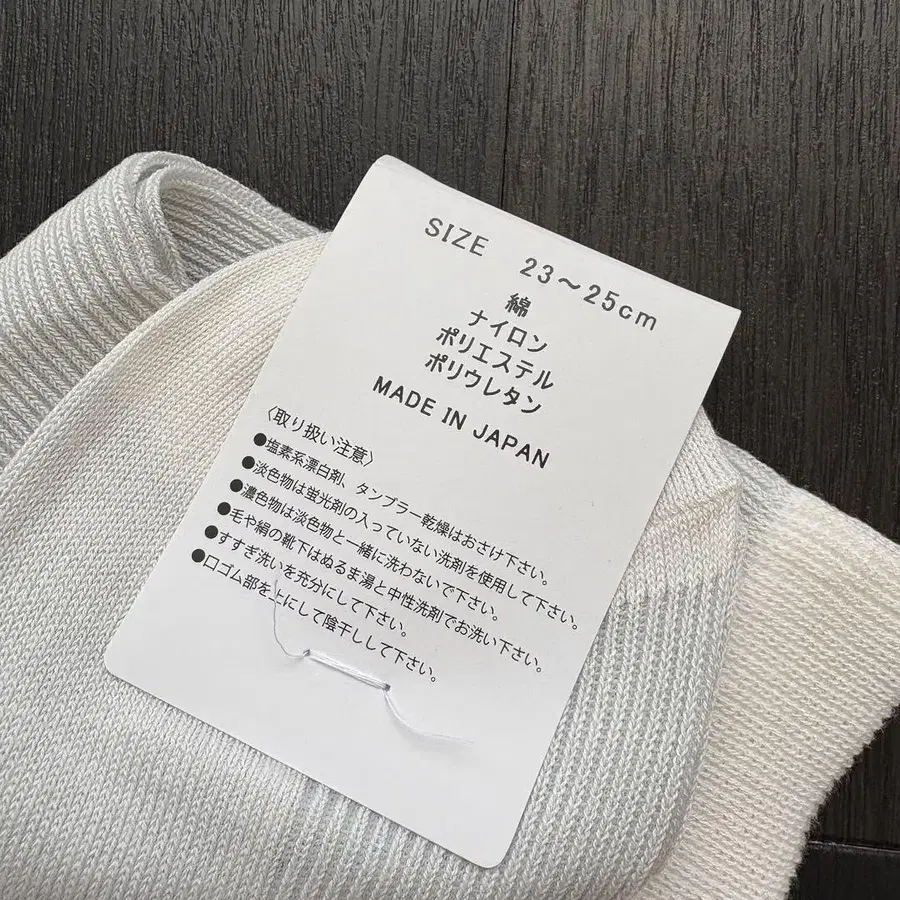 SIZE 23～25cm
綿
ナイロン
ポリエステル
ポリウレタン
MADE IN JAPAN
〈取り扱い注意〉
●塩素系漂白剤、タンブラー乾燥はおさけ下さい。
●淡色物は蛍光剤の入っていない洗剤を使用して下さい。
●濃色物は淡色物と一緒に洗わないで下さい。
●毛や絹の靴下はぬるま湯と中性洗剤でお洗い下さい。
●すすぎ洗いを充分にして下さい。
●口ゴム部を上にして陰干しして下さい。